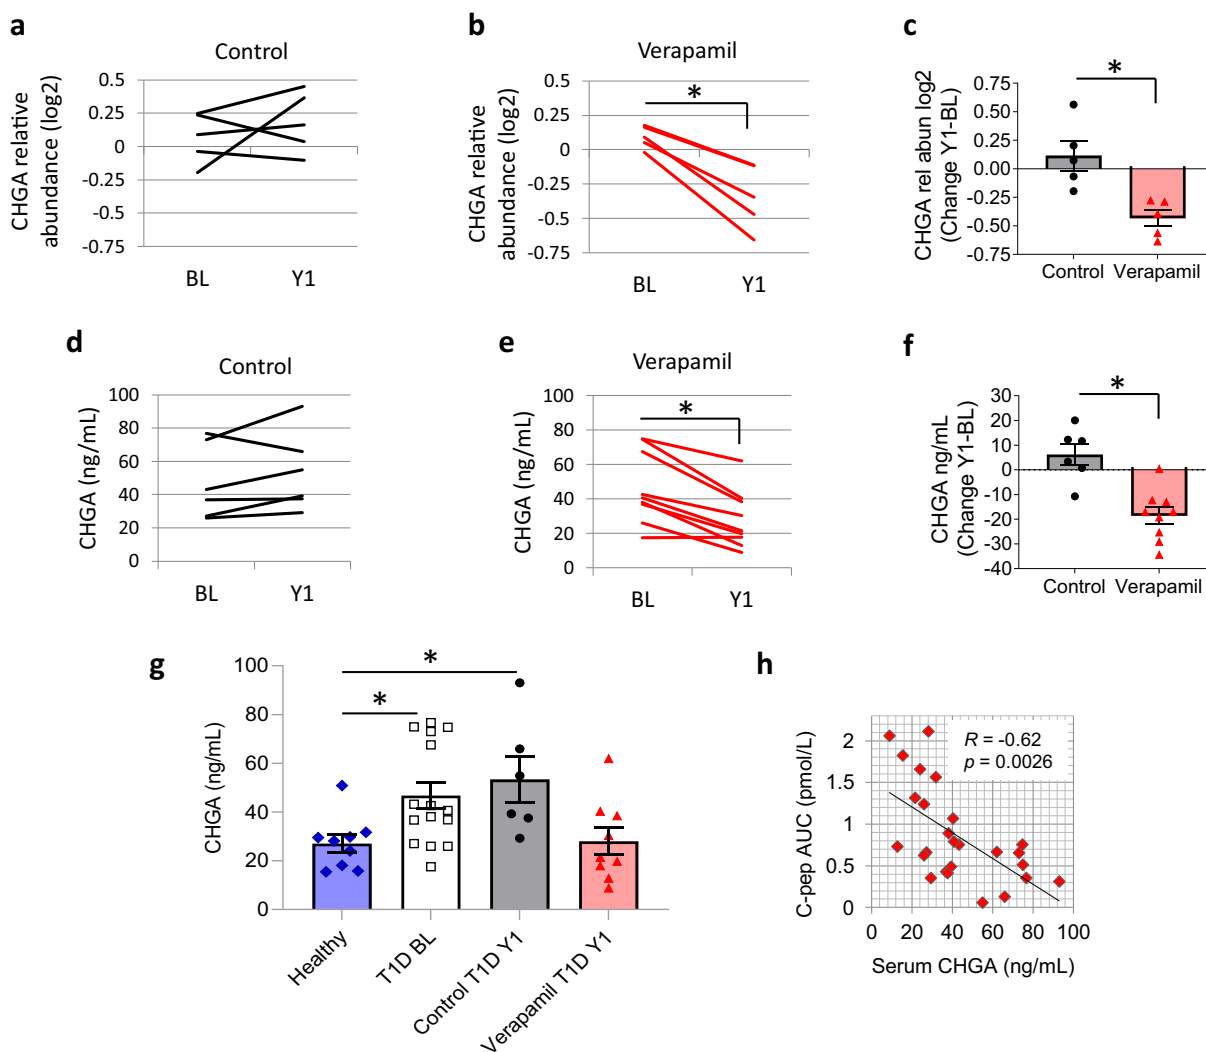 a
Control
CHGA relative
abundance (log2)
0.5
0.25
0
-0.25
-0.5
-0.75
BL
Y1
b
Verapamil
*
CHGA relative
abundance (log2)
0.5
0.25
0
-0.25
-0.5
-0.75
BL
Y1
c
*
CHGA rel abun log2
(Change Y1-BL)
0.75
0.50
0.25
0.00
-0.25
-0.50
-0.75
Control
Verapamil
d
Control
CHGA (ng/mL)
100
80
60
40
20
0
BL
Y1
e
Verapamil
*
CHGA (ng/mL)
100
80
60
40
20
0
BL
Y1
f
*
CHGA ng/mL
(Change Y1-BL)
30
20
10
0
-10
-20
-30
-40
Control
Verapamil
g
*
*
CHGA (ng/mL)
100
80
60
40
20
0
Healthy
T1D BL
Control T1D Y1
Verapamil T1D Y1
h
R = -0.62
p = 0.0026
C-pep AUC (pmol/L)
2
1.5
1
0.5
0
0 20 40 60 80 100
Serum CHGA (ng/mL)